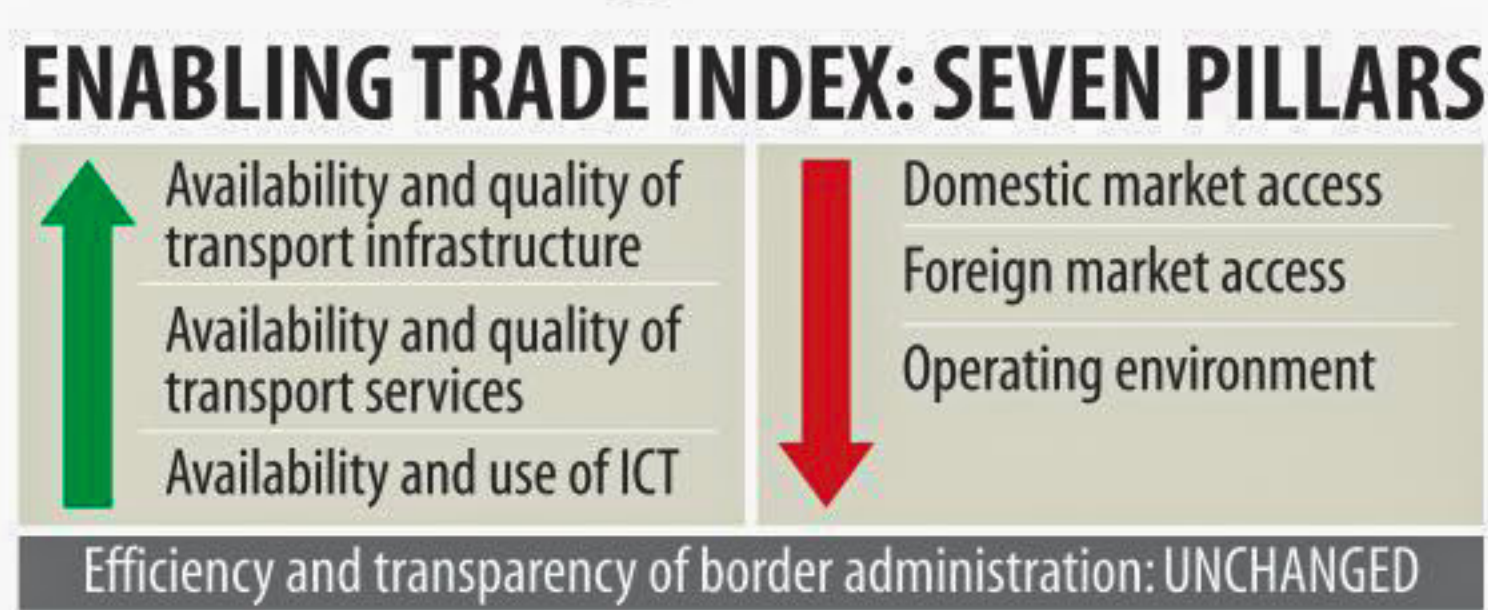 ENABLING TRADE INDEX: SEVEN PILLARS
Availability and quality of
transport infrastructure
Availability and quality of
transport services
Availability and use of ICT
Domestic market access
Foreign market access
Operating environment
Efficiency and transparency of border administration: UNCHANGED